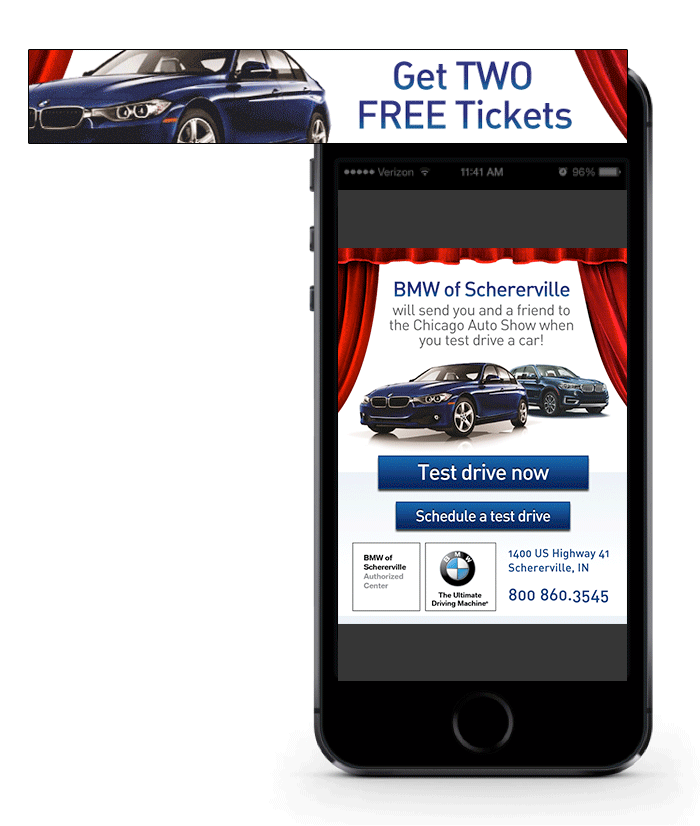 Get TWO
FREE Tickets
Verizon 11:41 AM 96%
BMW of Schererville
will send you and a friend to
the Chicago Auto Show when
you test drive a car!
Test drive now
Schedule a test drive
BMW of
Schererville
Authorized
Center
BMW
The Ultimate
Driving Machine®
1400 US Highway 41
Schererville, IN
800 860.3545